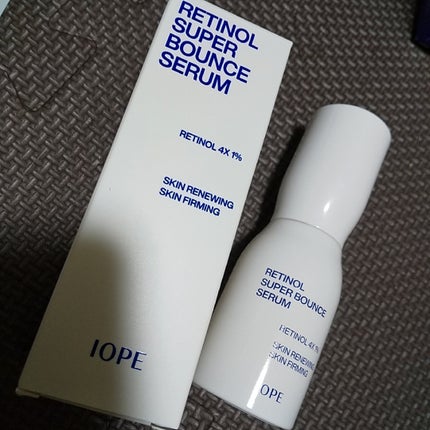 RETINOL
SUPER
BOUNCE
SERUM
RETINOL 4X 1%
SKIN RENEWING
SKIN FIRMING
IOPE
RETINOL
SUPER BOUNCE
SERUM
RETINOL 4X 1%
SKIN RENEWING
SKIN FIRMING
IOPE